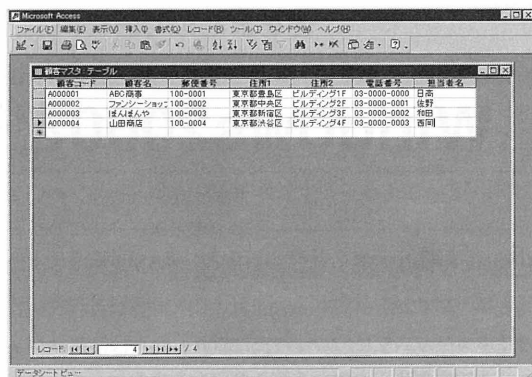 Microsoft Access
ファイル(F) 編集(E) 表示(V) 挿入(I) 書式(O) レコード(R) ツール(T) ウィンドウ(W) ヘルプ(H)
顧客マスタ : テーブル
顧客コード 顧客名 郵便番号 住所1 住所2 電話番号 担当者名
A000001 ABC商事 100-0001 東京都豊島区 ビルディング1F 03-0000-0000 日高
A000002 ファンシーショップ 100-0002 東京都中央区 ビルディング2F 03-0000-0001 佐野
A000003 ぽんぽんや 100-0003 東京都新宿区 ビルディング3F 03-0000-0002 和田
A000004 山田商店 100-0004 東京都渋谷区 ビルディング4F 03-0000-0003 西岡
レコード: 4 / 4
データシート ビュー